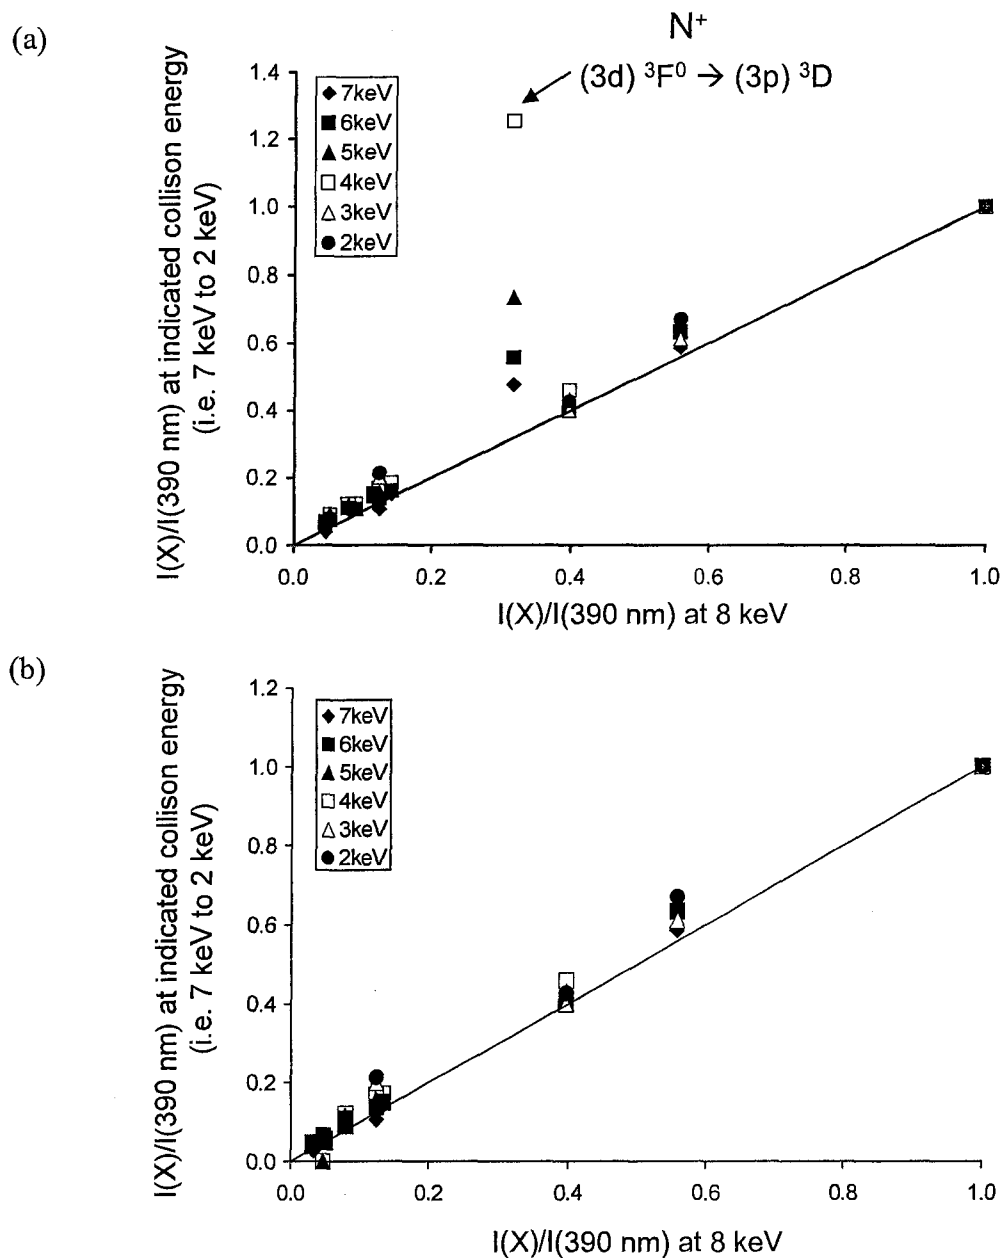 (a)
N⁺
(3d) ³F⁰ → (3p) ³D
I(X)/I(390 nm) at indicated collison energy
(i.e. 7 keV to 2 keV)
1.4
1.2
1.0
0.8
0.6
0.4
0.2
0.0
7keV
6keV
5keV
4keV
3keV
2keV
0.0 0.2 0.4 0.6 0.8 1.0
I(X)/I(390 nm) at 8 keV
(b)
I(X)/I(390 nm) at indicated collison energy
(i.e. 7 keV to 2 keV)
1.2
1.0
0.8
0.6
0.4
0.2
0.0
7keV
6keV
5keV
4keV
3keV
2keV
0.0 0.2 0.4 0.6 0.8 1.0
I(X)/I(390 nm) at 8 keV